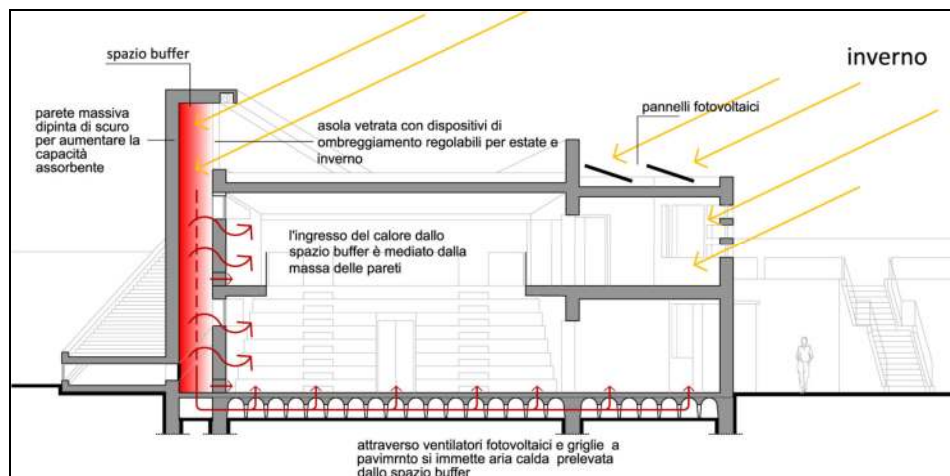 spazio buffer
inverno
parete massiva
dipinta di scuro
per aumentare la
capacità
assorbente
asola vetrata con dispositivi di
ombreggiamento regolabili per estate e
inverno
pannelli fotovoltaici
l'ingresso del calore dallo
spazio buffer è mediato dalla
massa delle pareti
attraverso ventilatori fotovoltaici e griglie a
pavimrnto si immette aria calda prelevata
dallo spazio buffer